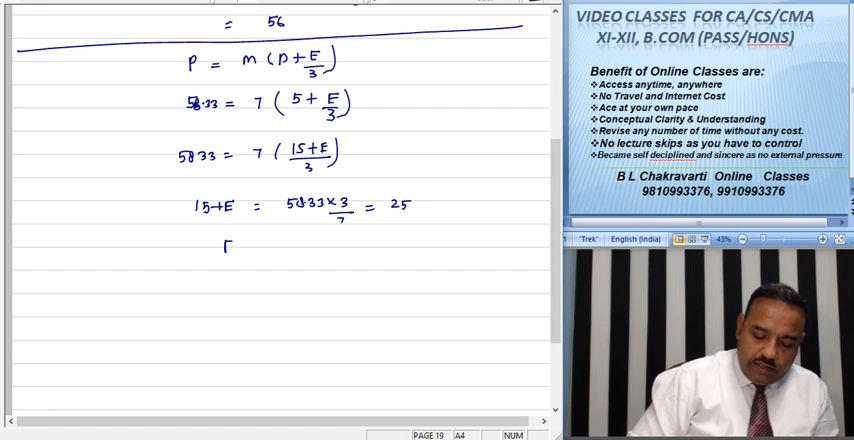 = 56
P = m (D + E/3)
58.33 = 7 (5 + E/3)
58.33 = 7 (15+E/3)
15+E = 58.33 × 3/7 = 25
VIDEO CLASSES FOR CA/CS/CMA
XI-XII, B.COM (PASS/HONS)
Benefit of Online Classes are:
❖Access anytime, anywhere
❖No Travel and Internet Cost
❖Ace at your own pace
❖Conceptual Clarity & Understanding
❖Revise any number of time without any cost.
❖No lecture skips as you have to control
❖Became self deciplined and sincere as no external pressure
B L Chakravarti Online Classes
9810993376, 9910993376
"Trek" English (India) 43%
PAGE 19 A4 NUM